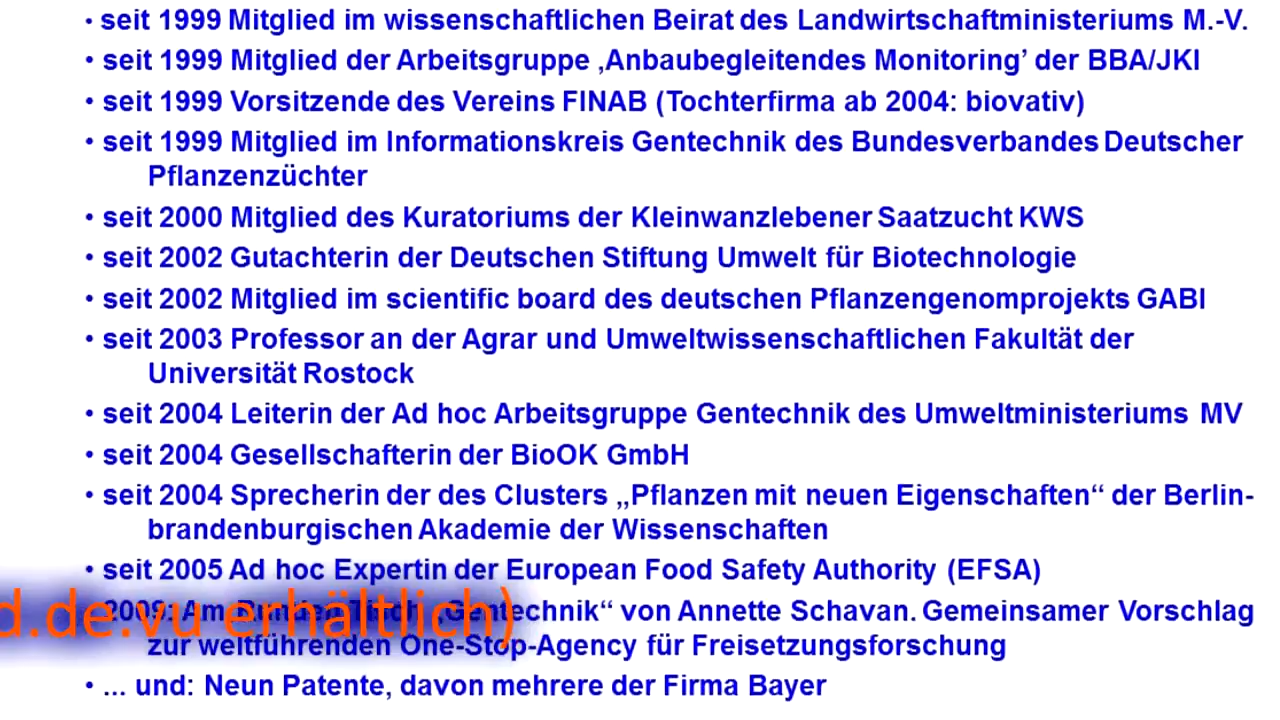 • seit 1999 Mitglied im wissenschaftlichen Beirat des Landwirtschaftministeriums M.-V.
• seit 1999 Mitglied der Arbeitsgruppe ‚Anbaubegleitendes Monitoring’ der BBA/JKI
• seit 1999 Vorsitzende des Vereins FINAB (Tochterfirma ab 2004: biovativ)
• seit 1999 Mitglied im Informationskreis Gentechnik des Bundesverbandes Deutscher
Pflanzenzüchter
• seit 2000 Mitglied des Kuratoriums der Kleinwanzlebener Saatzucht KWS
• seit 2002 Gutachterin der Deutschen Stiftung Umwelt für Biotechnologie
• seit 2002 Mitglied im scientific board des deutschen Pflanzengenomprojekts GABI
• seit 2003 Professor an der Agrar und Umweltwissenschaftlichen Fakultät der
Universität Rostock
• seit 2004 Leiterin der Ad hoc Arbeitsgruppe Gentechnik des Umweltministeriums MV
• seit 2004 Gesellschafterin der BioOK GmbH
• seit 2004 Sprecherin der des Clusters „Pflanzen mit neuen Eigenschaften“ der Berlin-
brandenburgischen Akademie der Wissenschaften
• seit 2005 Ad hoc Expertin der European Food Safety Authority (EFSA)
• 2009: Am Runden Tisch „Gentechnik“ von Annette Schavan. Gemeinsamer Vorschlag
d.de.vu erhältlich)
zur weltführenden One-Stop-Agency für Freisetzungsforschung
• ... und: Neun Patente, davon mehrere der Firma Bayer